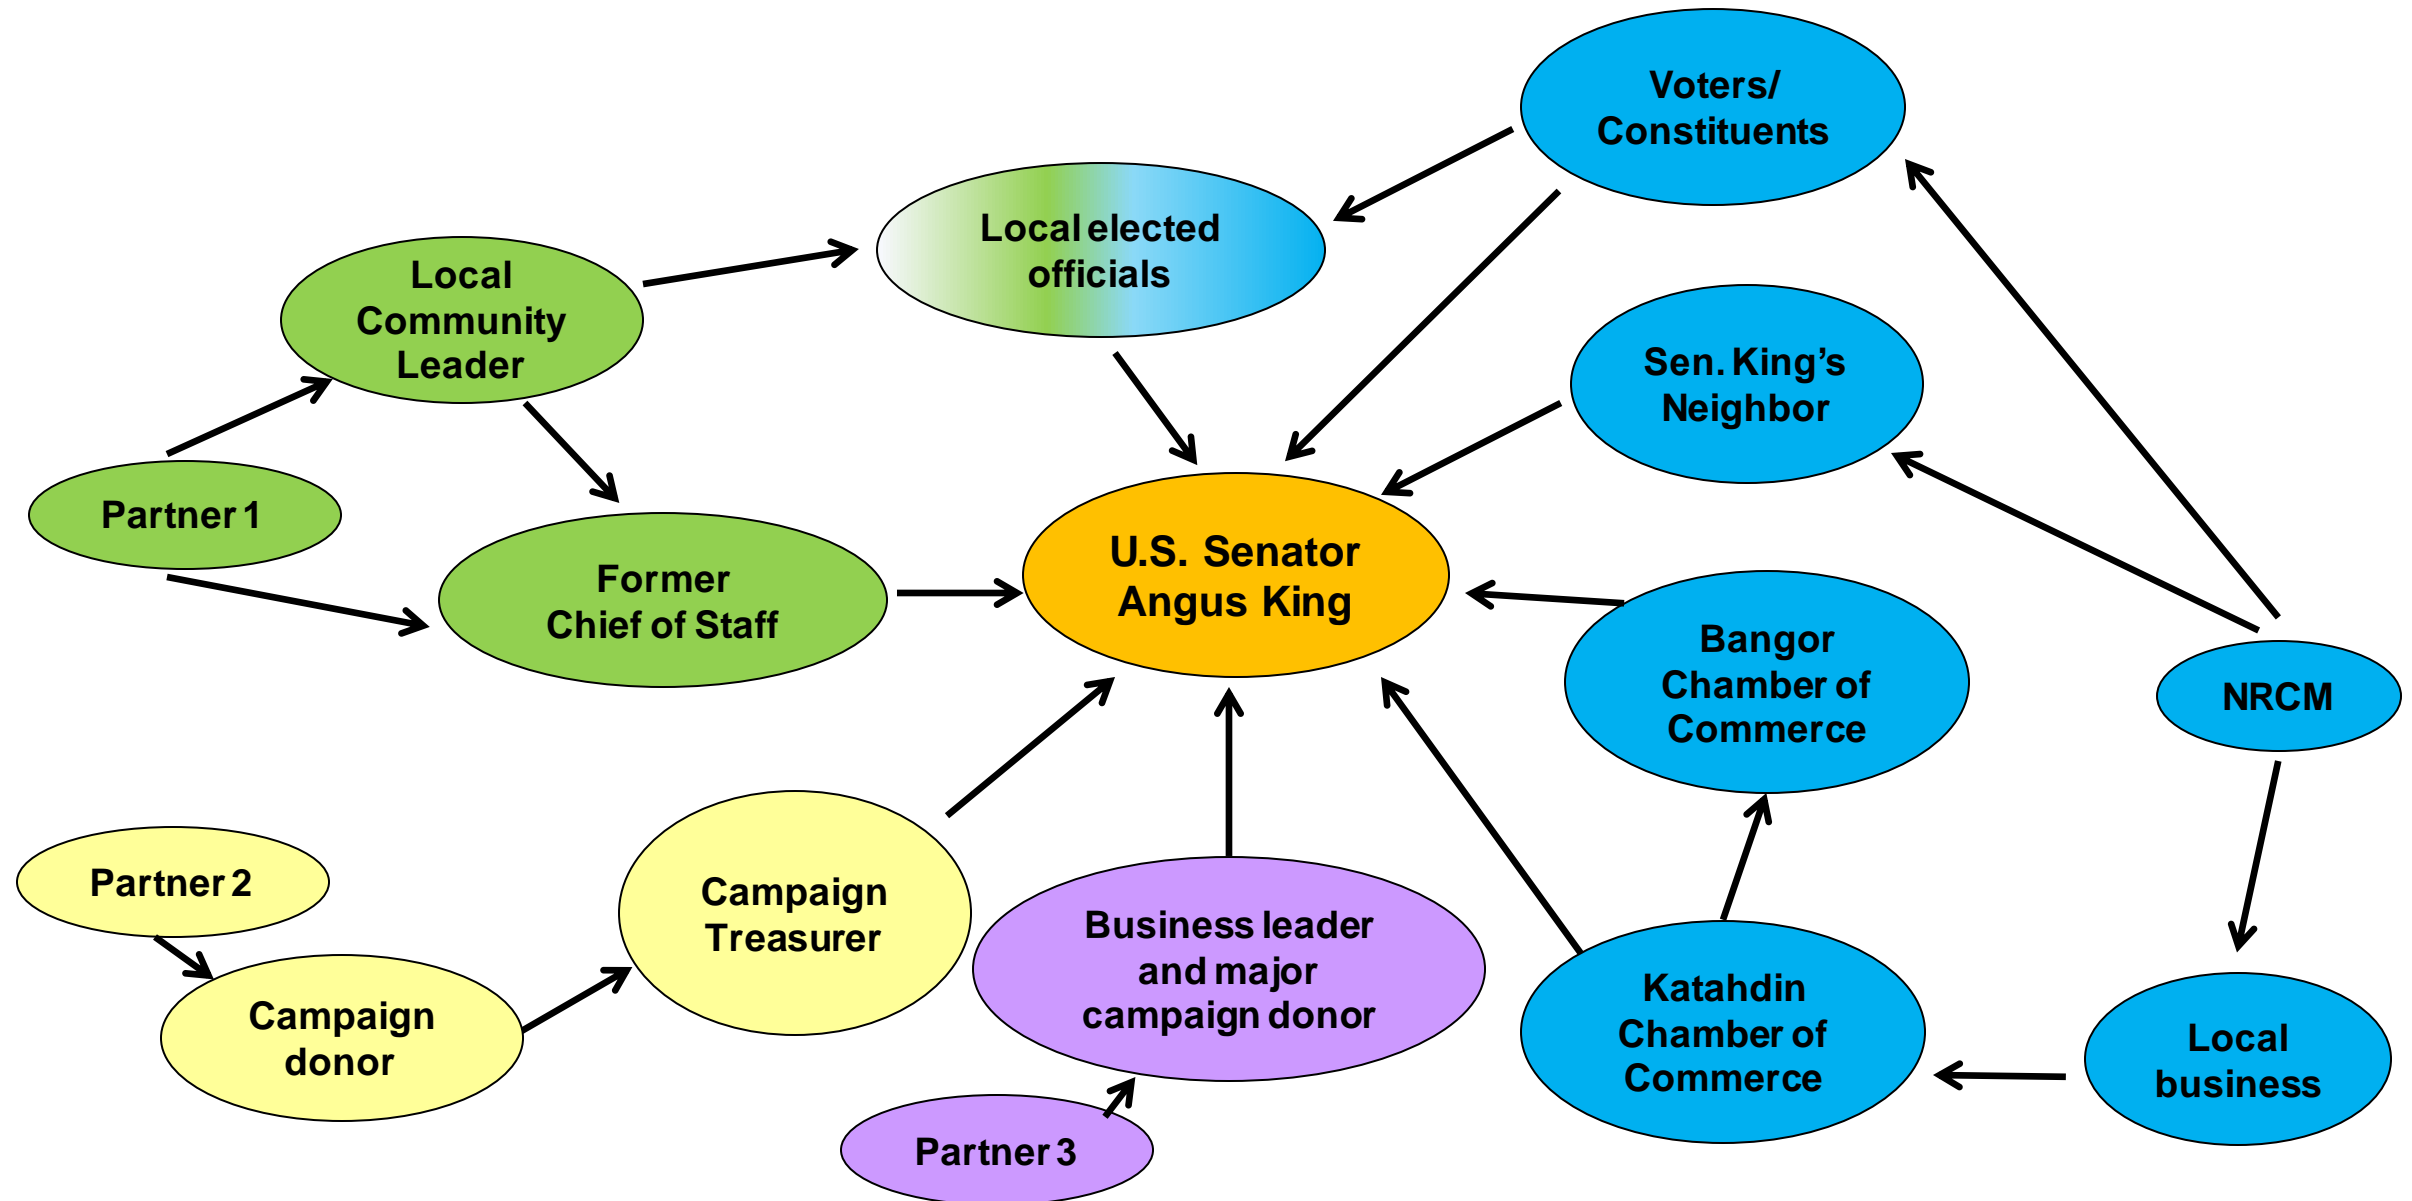 Voters/
Constituents
Local elected
officials
Local
Community
Leader
Sen. King's
Neighbor
Partner 1
U.S. Senator
Angus King
Former
Chief of Staff
Bangor
Chamber of
Commerce
NRCM
Partner 2
Campaign
Treasurer
Business leader
and major
campaign donor
Katahdin
Chamber of
Commerce
Campaign
donor
Local
business
Partner 3